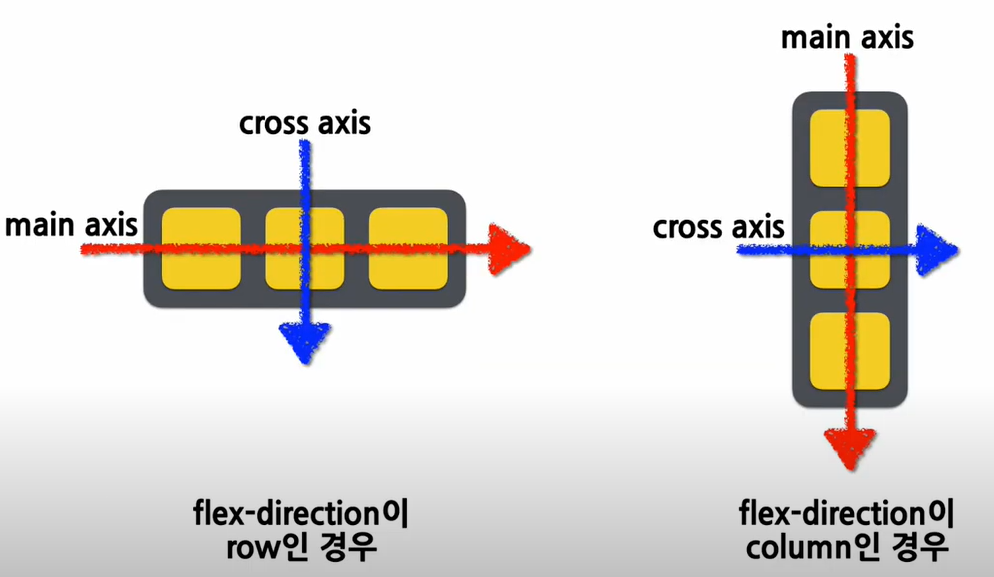 cross axis
main axis
flex-direction이
row인 경우
main axis
cross axis
flex-direction이
column인 경우